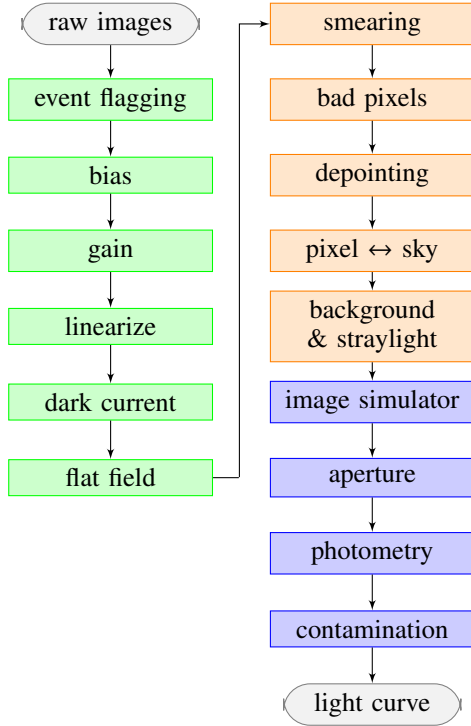 raw images
event flagging
bias
gain
linearize
dark current
flat field
smearing
bad pixels
depointing
pixel ↔ sky
background
& straylight
image simulator
aperture
photometry
contamination
light curve